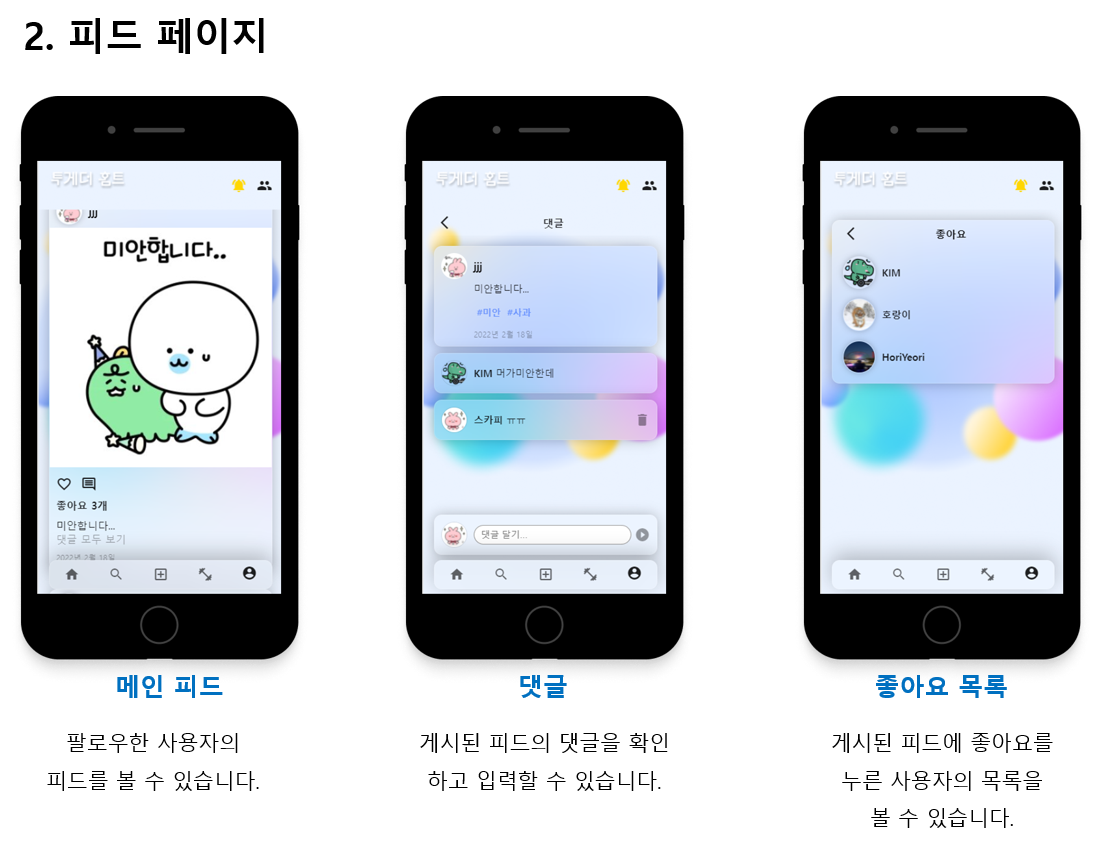 2. 피드 페이지
투게더 홈트
jjj
미안합니다..
좋아요 3개
미안합니다...
댓글 모두 보기
2022년 2월 18일
메인 피드
팔로우한 사용자의
피드를 볼 수 있습니다.
투게더 홈트
댓글
jjj
미안합니다...
#미안 #사과
2022년 2월 18일
KIM 머가미안한데
스카피 ㅠㅠ
댓글 달기...
댓글
게시된 피드의 댓글을 확인
하고 입력할 수 있습니다.
투게더 홈트
좋아요
KIM
호랑이
HoriYeori
좋아요 목록
게시된 피드에 좋아요를
누른 사용자의 목록을
볼 수 있습니다.